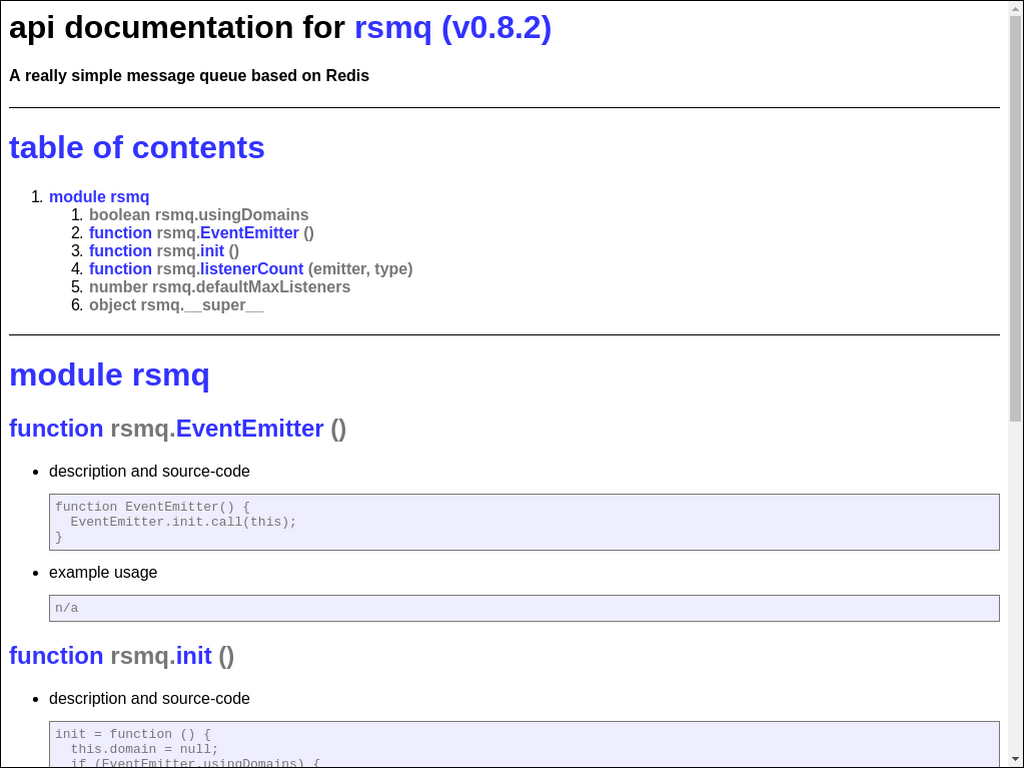 api documentation for rsmq (v0.8.2)
A really simple message queue based on Redis
table of contents
1. module rsmq
1. boolean rsmq.usingDomains
2. function rsmq.EventEmitter ()
3. function rsmq.init ()
4. function rsmq.listenerCount (emitter, type)
5. number rsmq.defaultMaxListeners
6. object rsmq.__super__
module rsmq
function rsmq.EventEmitter ()
• description and source-code
function EventEmitter() {
  EventEmitter.init.call(this);
}
• example usage
n/a
function rsmq.init ()
• description and source-code
init = function () {
  this.domain = null;
  if (EventEmitter.usingDomains) {